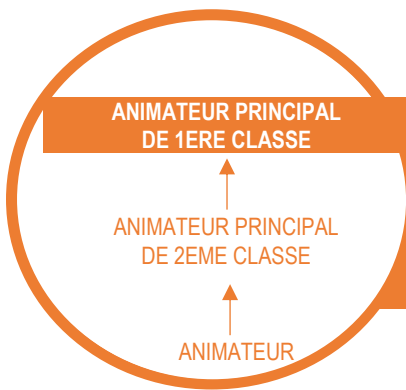 ANIMATEUR PRINCIPAL
DE 1ERE CLASSE
ANIMATEUR PRINCIPAL
DE 2EME CLASSE
ANIMATEUR